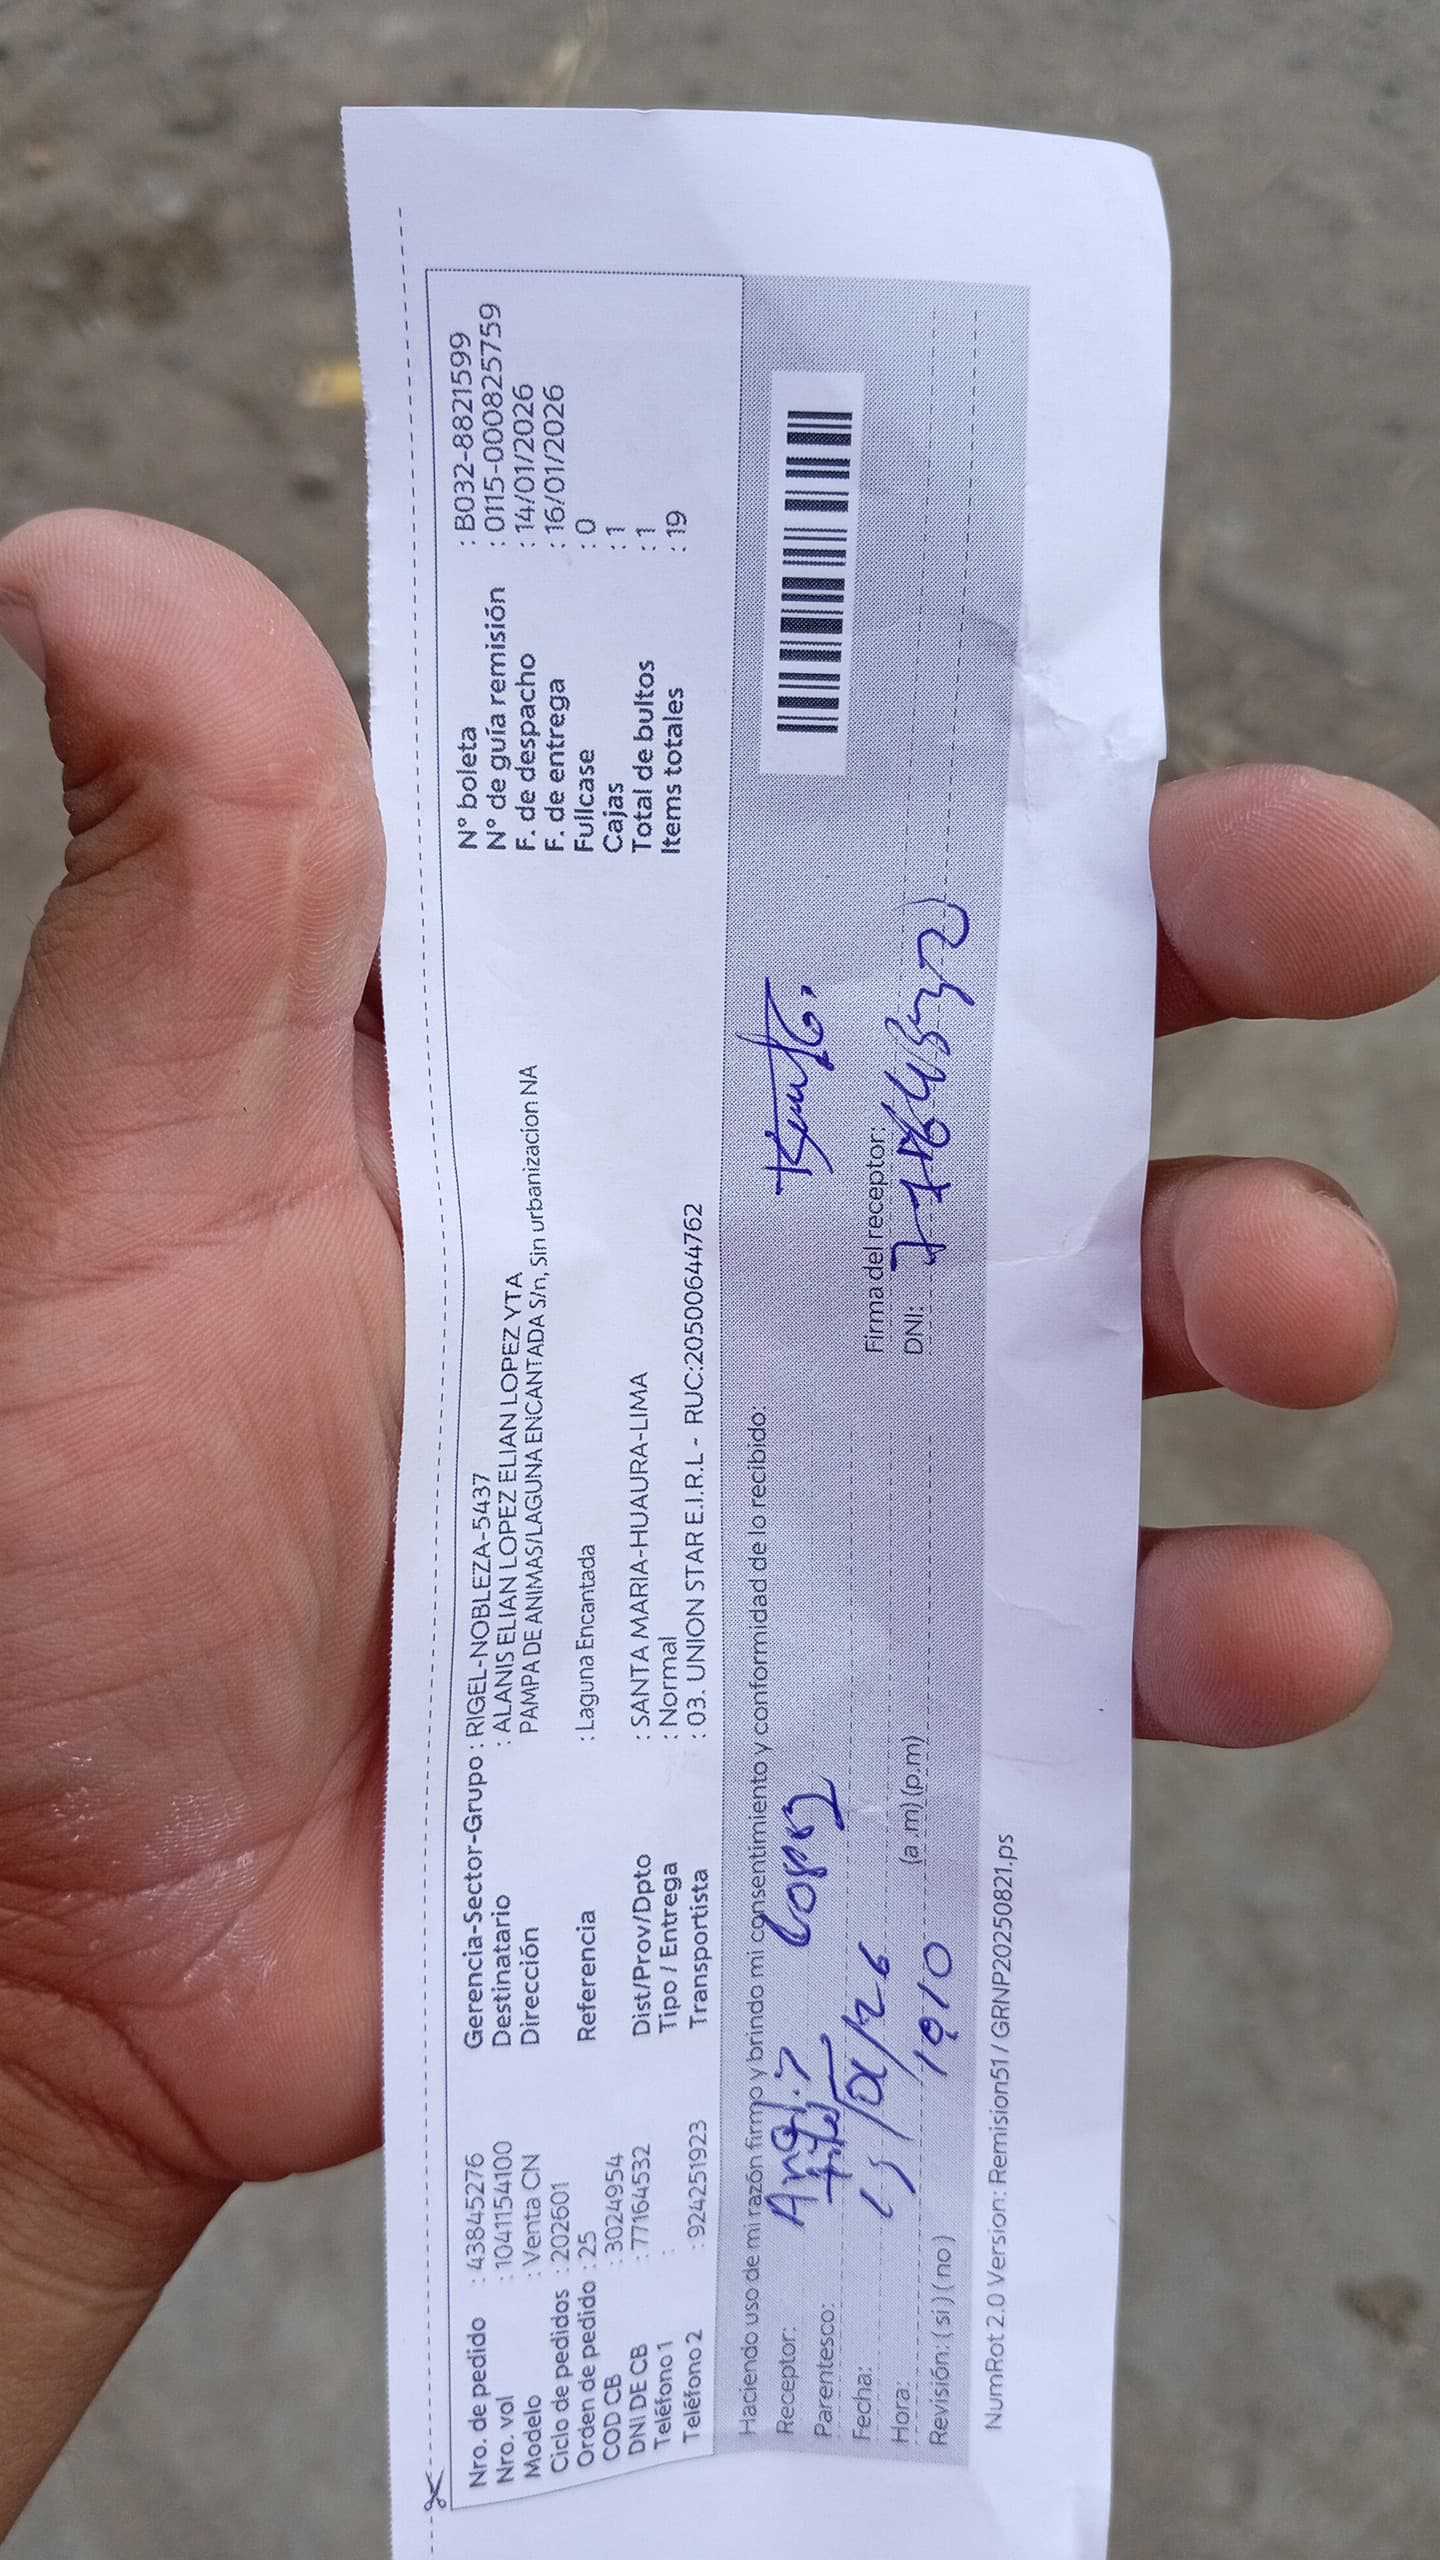 Nro. de pedido : 43845276
Nro. vol : 1041154100
Modelo : Venta CN
Ciclo de pedidos : 202601
Orden de pedido : 25
COD CB : 3024954
DNI DE CB : 77164532
Teléfono 1 :
Teléfono 2 : 924251923
Gerencia-Sector-Grupo : RIGEL-NOBLEZA-5437
Destinatario : ALANIS ELIAN LOPEZ ELIAN LOPEZ YTA
Dirección PAMPA DE ANIMAS/LAGUNA ENCANTADA S/n, Sin urbanizacion NA
Referencia : Laguna Encantada
Dist/Prov/Dpto : SANTA MARIA-HUAURA-LIMA
Tipo / Entrega : Normal
Transportista : 03. UNION STAR E.I.R.L - RUC:20500644762
N° boleta : B032-8821599
N° de guía remisión : 0115-000825759
F. de despacho : 14/01/2026
F. de entrega : 16/01/2026
Fullcase : 0
Cajas : 1
Total de bultos : 1
Items totales : 19
Haciendo uso de mi razón firmo y brindo mi consentimiento y conformidad de lo recibido:
Receptor: Lopez
Parentesco:
Fecha:
Hora: (a .m) (p.m)
Revisión: ( si ) ( no )
Firma del receptor:
DNI:
NumRot 2.0 Version: Remision51 / GRNP20250821.ps